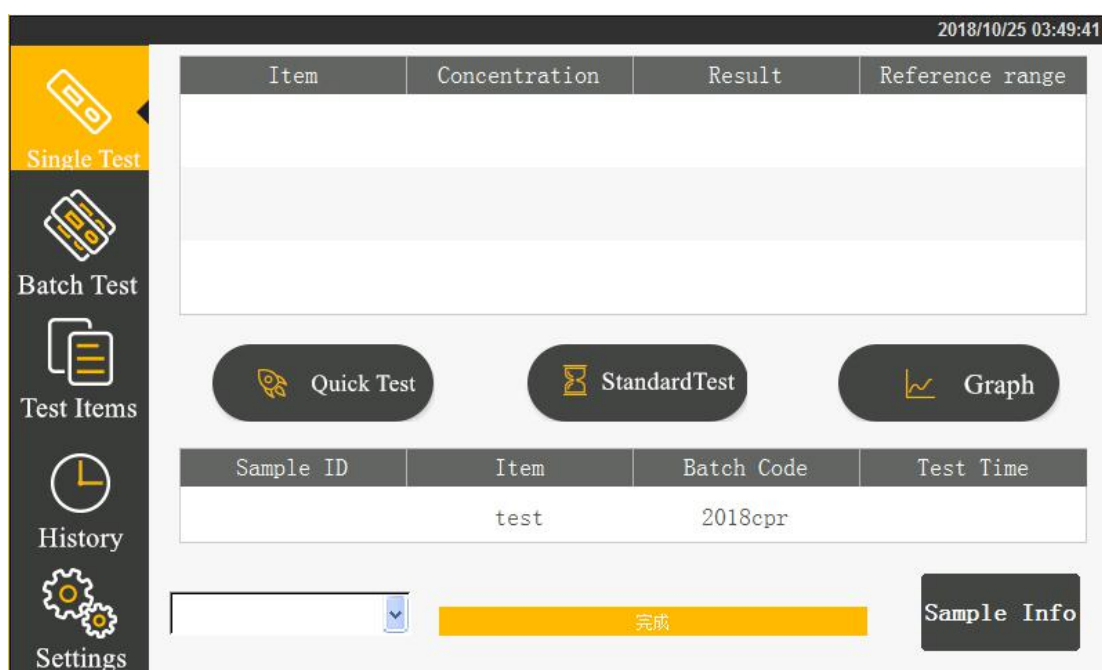 2018/10/25 03:49:41
Single Test
Batch Test
Test Items
History
Settings
Item Concentration Result Reference range
Quick Test StandardTest Graph
Sample ID Item Batch Code Test Time
test 2018cpr
完成 Sample Info